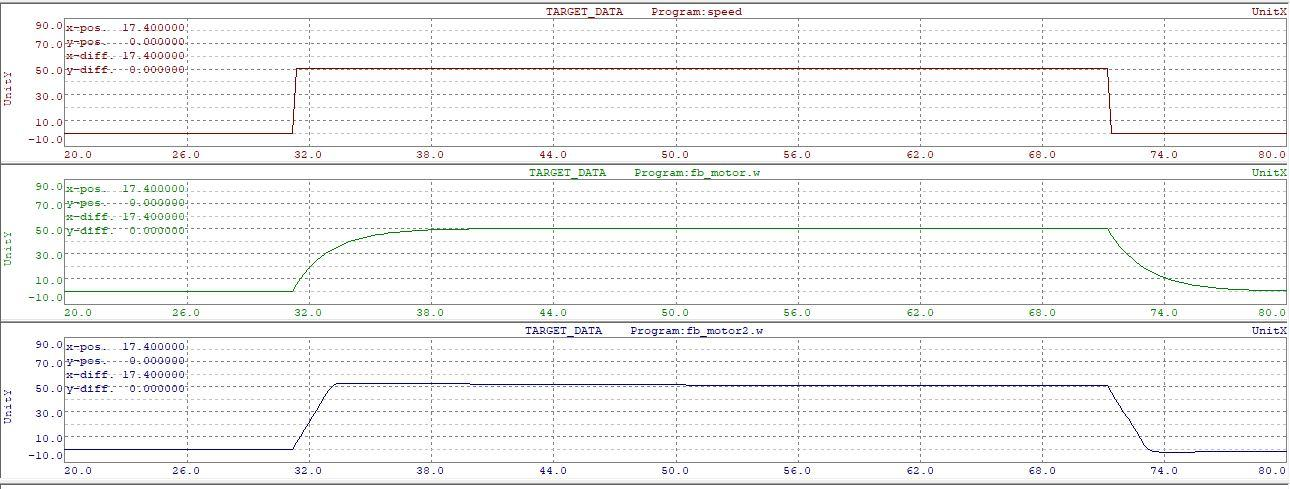 TARGET_DATA Program:speed UnitX
90.0
x-pos. 17.400000
y-pos. 0.000000
70.0
x-diff. 17.400000
y-diff. 0.000000
50.0
UnitY
30.0
10.0
-10.0
20.0 26.0 32.0 38.0 44.0 50.0 56.0 62.0 68.0 74.0 80.0
TARGET_DATA Program:fb_motor.w UnitX
90.0
x-pos. 17.400000
y-pos. 0.000000
70.0
x-diff. 17.400000
y-diff. 0.000000
50.0
UnitY
30.0
10.0
-10.0
20.0 26.0 32.0 38.0 44.0 50.0 56.0 62.0 68.0 74.0 80.0
TARGET_DATA Program:fb_motor2.w UnitX
90.0
x-pos. 17.400000
y-pos. 0.000000
70.0
x-diff. 17.400000
y-diff. 0.000000
50.0
UnitY
30.0
10.0
-10.0
20.0 26.0 32.0 38.0 44.0 50.0 56.0 62.0 68.0 74.0 80.0